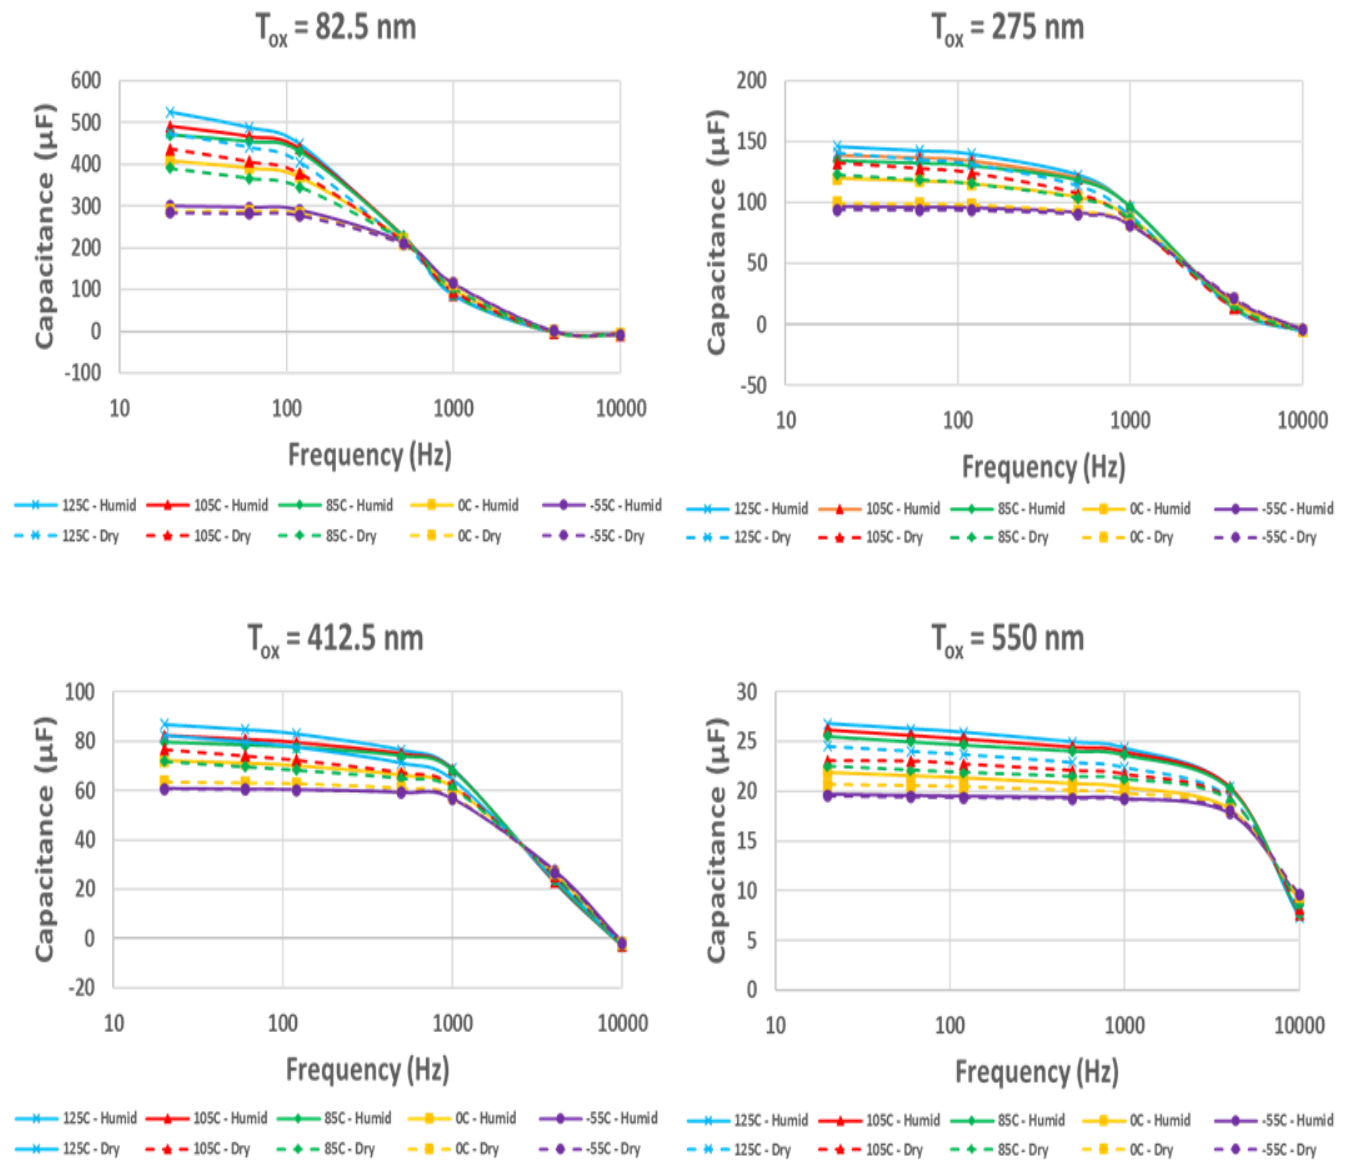 T_ox = 82.5 nm
600
500
400
300
200
100
0
-100
Capacitance (µF)
10 100 1000 10000
Frequency (Hz)
125C - Humid 105C - Humid 85C - Humid 0C - Humid -55C - Humid
125C - Dry 105C - Dry 85C - Dry 0C - Dry -55C - Dry
T_ox = 275 nm
200
150
100
50
0
-50
Capacitance (µF)
10 100 1000 10000
Frequency (Hz)
125C - Humid 105C - Humid 85C - Humid 0C - Humid -55C - Humid
125C - Dry 105C - Dry 85C - Dry 0C - Dry -55C - Dry
T_ox = 412.5 nm
100
80
60
40
20
0
-20
Capacitance (µF)
10 100 1000 10000
Frequency (Hz)
125C - Humid 105C - Humid 85C - Humid 0C - Humid -55C - Humid
125C - Dry 105C - Dry 85C - Dry 0C - Dry -55C - Dry
T_ox = 550 nm
30
25
20
15
10
5
0
Capacitance (µF)
10 100 1000 10000
Frequency (Hz)
125C - Humid 105C - Humid 85C - Humid 0C - Humid -55C - Humid
125C - Dry 105C - Dry 85C - Dry 0C - Dry -55C - Dry